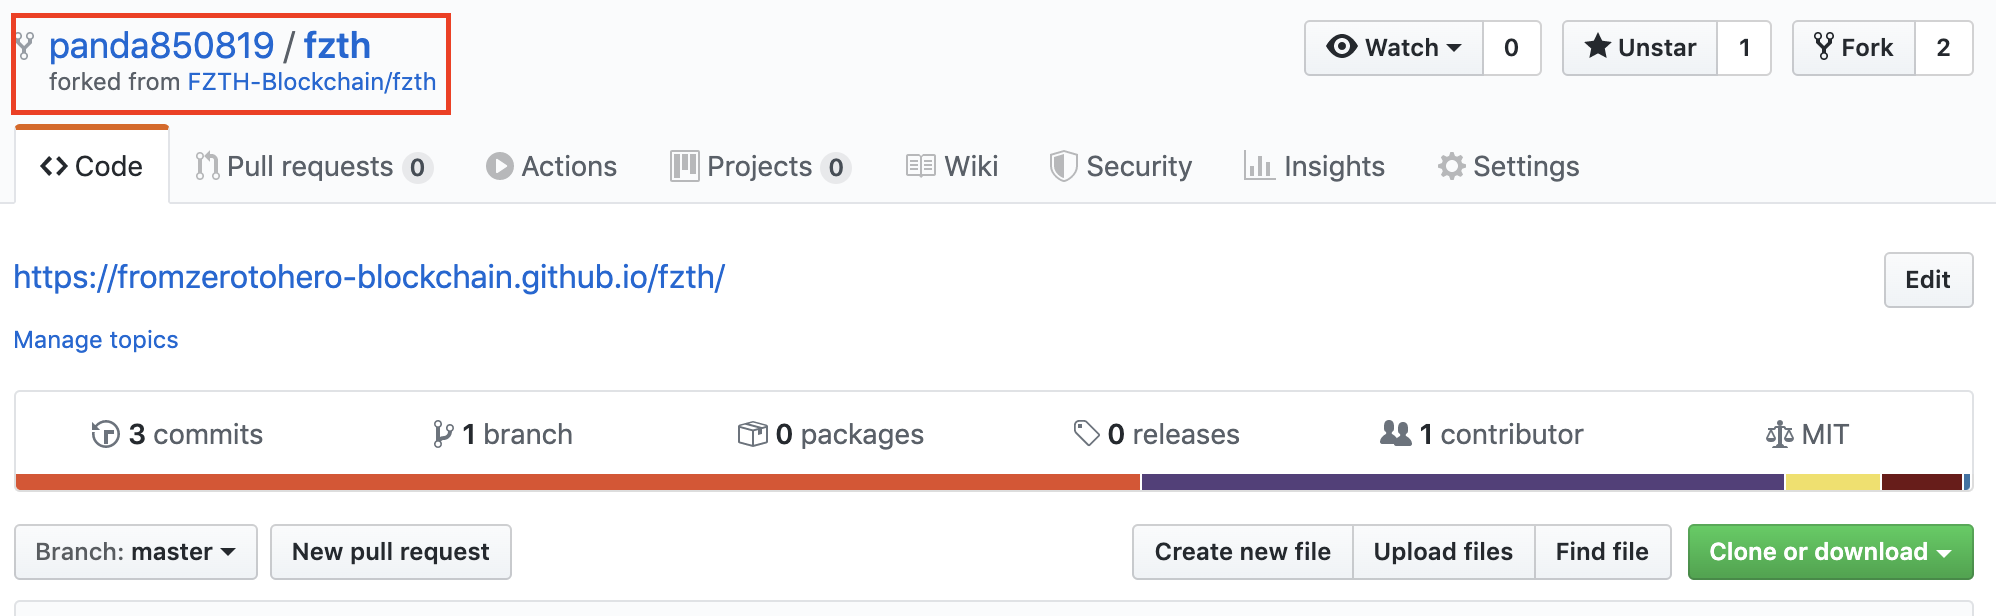 panda850819 / fzth
forked from FZTH-Blockchain/fzth
Watch 0 Unstar 1 Fork 2
Code Pull requests 0 Actions Projects 0 Wiki Security Insights Settings
https://fromzerotohero-blockchain.github.io/fzth/
Edit
Manage topics
3 commits 1 branch 0 packages 0 releases 1 contributor MIT
Branch: master New pull request Create new file Upload files Find file Clone or download